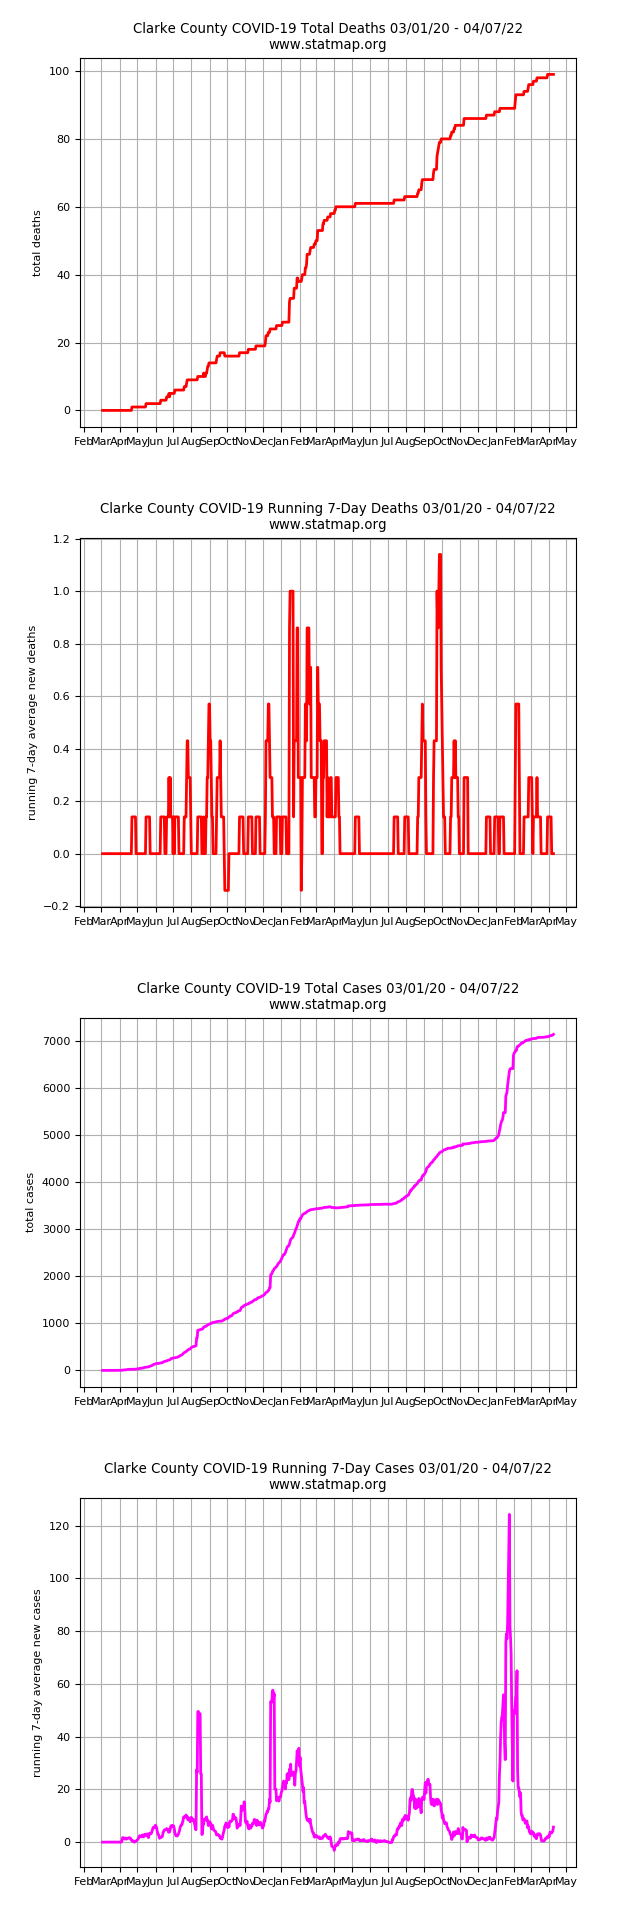 Clarke County COVID-19 Total Deaths 03/01/20 - 04/07/22
www.statmap.org
100
80
60
40
20
0
total deaths
Feb Mar Apr May Jun Jul Aug Sep Oct Nov Dec Jan Feb Mar Apr May Jun Jul Aug Sep Oct Nov Dec Jan Feb Mar Apr May
Clarke County COVID-19 Running 7-Day Deaths 03/01/20 - 04/07/22
www.statmap.org
1.2
1.0
0.8
0.6
0.4
0.2
0.0
−0.2
running 7-day average new deaths
Feb Mar Apr May Jun Jul Aug Sep Oct Nov Dec Jan Feb Mar Apr May Jun Jul Aug Sep Oct Nov Dec Jan Feb Mar Apr May
Clarke County COVID-19 Total Cases 03/01/20 - 04/07/22
www.statmap.org
7000
6000
5000
4000
3000
2000
1000
0
total cases
Feb Mar Apr May Jun Jul Aug Sep Oct Nov Dec Jan Feb Mar Apr May Jun Jul Aug Sep Oct Nov Dec Jan Feb Mar Apr May
Clarke County COVID-19 Running 7-Day Cases 03/01/20 - 04/07/22
www.statmap.org
120
100
80
60
40
20
0
running 7-day average new cases
Feb Mar Apr May Jun Jul Aug Sep Oct Nov Dec Jan Feb Mar Apr May Jun Jul Aug Sep Oct Nov Dec Jan Feb Mar Apr May